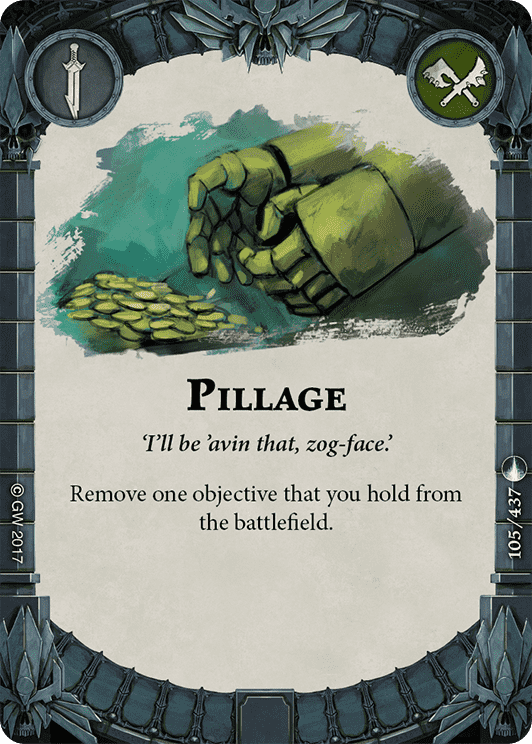 PILLAGE
‘I’ll be ’avin that, zog-face.’
Remove one objective that you hold from
the battlefield.
© GW 2017
105/437